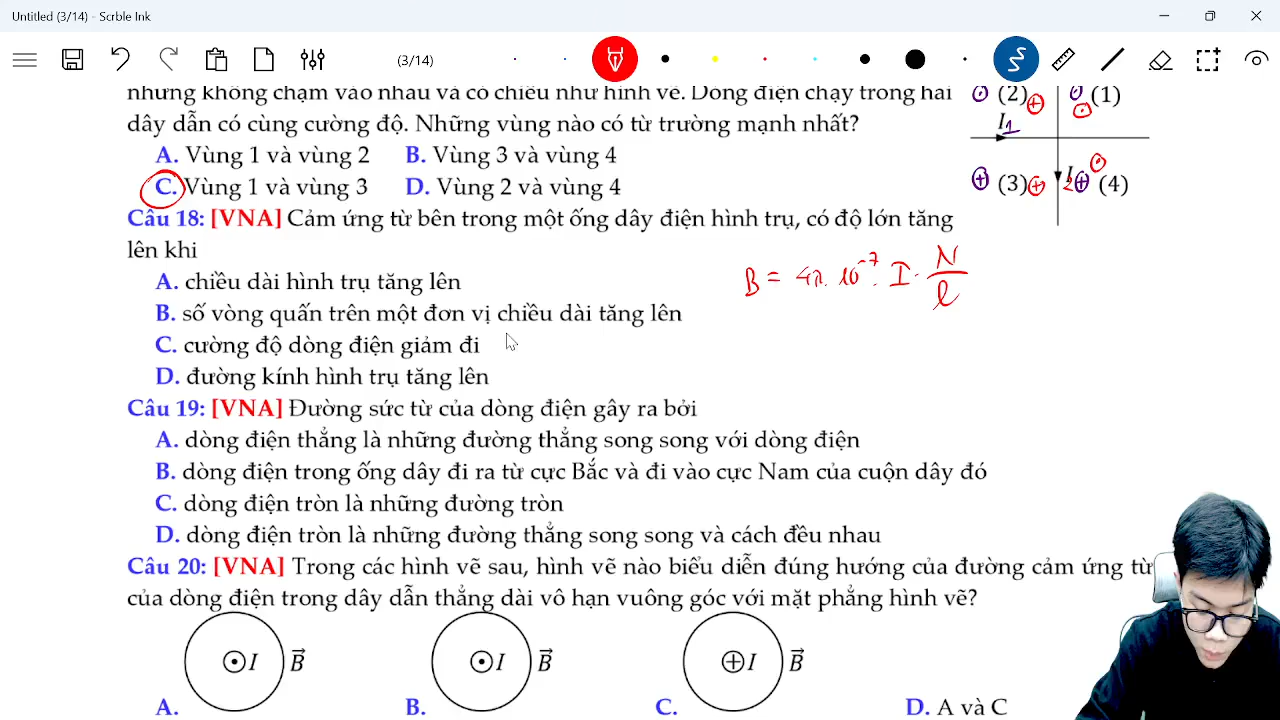 Untitled (3/14) - Scrble Ink
(3/14)
nhưng không chạm vào nhau và có chiều như hình vẽ. Dòng điện chạy trong hai
dây dẫn có cùng cường độ. Những vùng nào có từ trường mạnh nhất?
A. Vùng 1 và vùng 2 B. Vùng 3 và vùng 4
C. Vùng 1 và vùng 3 D. Vùng 2 và vùng 4
(2) (1)
I1
I2
(3) (4)
Câu 18: [VNA] Cảm ứng từ bên trong một ống dây điện hình trụ, có độ lớn tăng
lên khi
A. chiều dài hình trụ tăng lên
B. số vòng quấn trên một đơn vị chiều dài tăng lên
C. cường độ dòng điện giảm đi
D. đường kính hình trụ tăng lên
B = 4π. 10⁻⁷. I. N/l
Câu 19: [VNA] Đường sức từ của dòng điện gây ra bởi
A. dòng điện thẳng là những đường thẳng song song với dòng điện
B. dòng điện trong ống dây đi ra từ cực Bắc và đi vào cực Nam của cuộn dây đó
C. dòng điện tròn là những đường tròn
D. dòng điện tròn là những đường thẳng song song và cách đều nhau
Câu 20: [VNA] Trong các hình vẽ sau, hình vẽ nào biểu diễn đúng hướng của đường cảm ứng từ
của dòng điện trong dây dẫn thẳng dài vô hạn vuông góc với mặt phẳng hình vẽ?
I B⃗ I B⃗ I B⃗
A. B. C. D. A và C